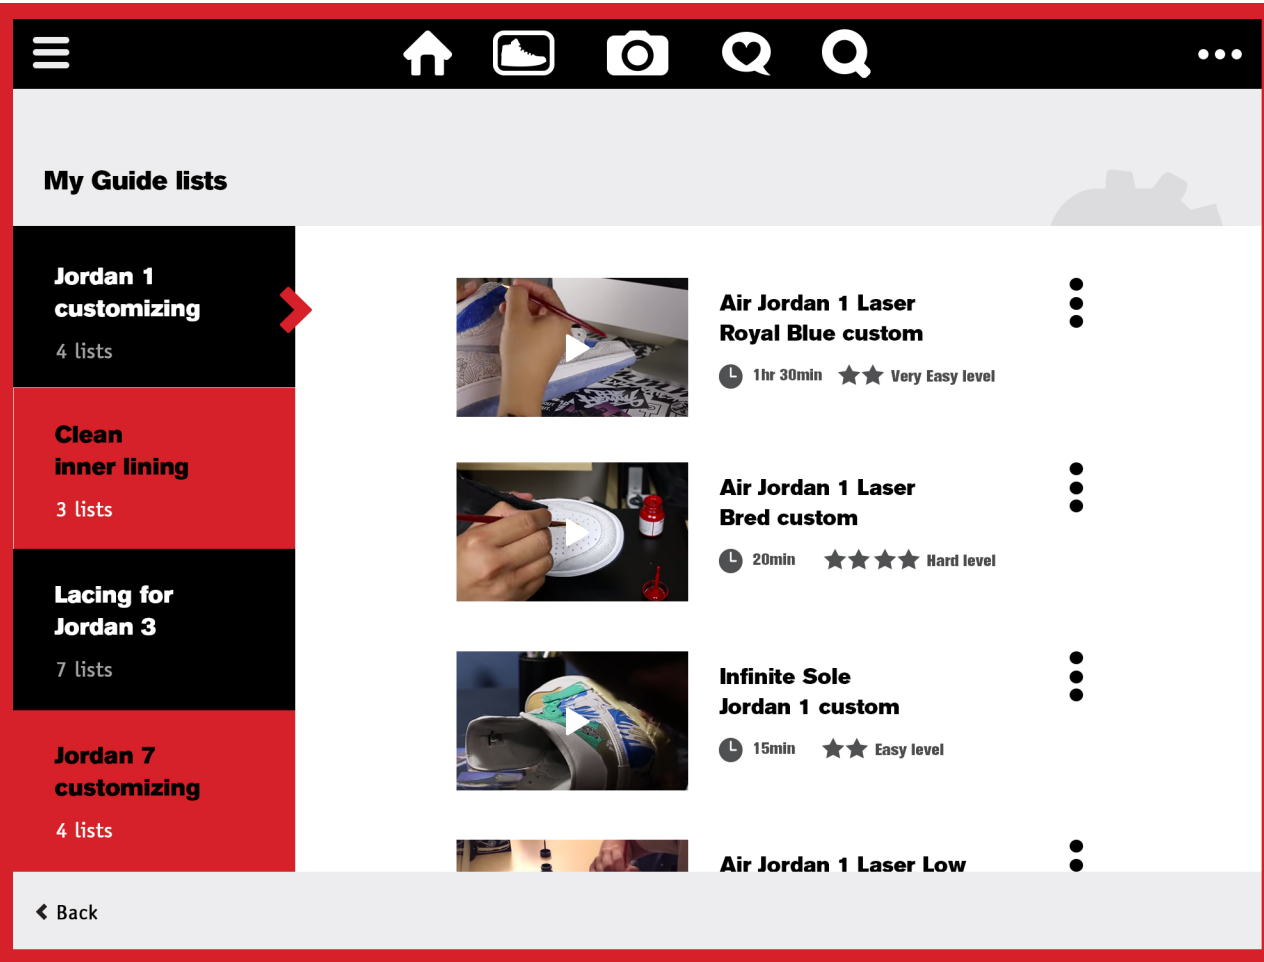 My Guide lists
Jordan 1
customizing
4 lists
Clean
inner lining
3 lists
Lacing for
Jordan 3
7 lists
Jordan 7
customizing
4 lists
Air Jordan 1 Laser
Royal Blue custom
1hr 30min Very Easy level
Air Jordan 1 Laser
Bred custom
20min Hard level
Infinite Sole
Jordan 1 custom
15min Easy level
Air Jordan 1 Laser Low
Back